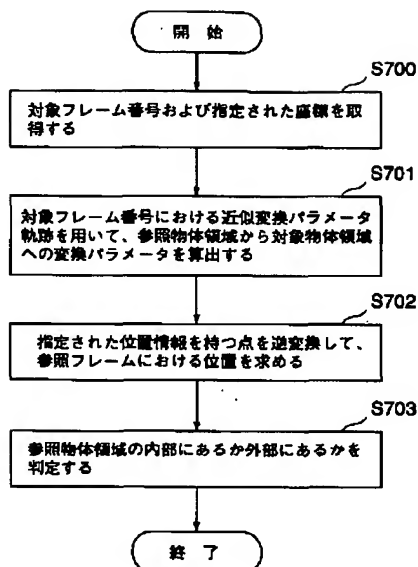 開 始
S700
対象フレーム番号および指定された座標を取
得する
S701
対象フレーム番号における近似変換パラメータ
軌跡を用いて、参照物体領域から対象物体領域
への変換パラメータを算出する
S702
指定された位置情報を持つ点を逆変換して、
参照フレームにおける位置を求める
S703
参照物体領域の内部にあるか外部にあるかを
判定する
終 了